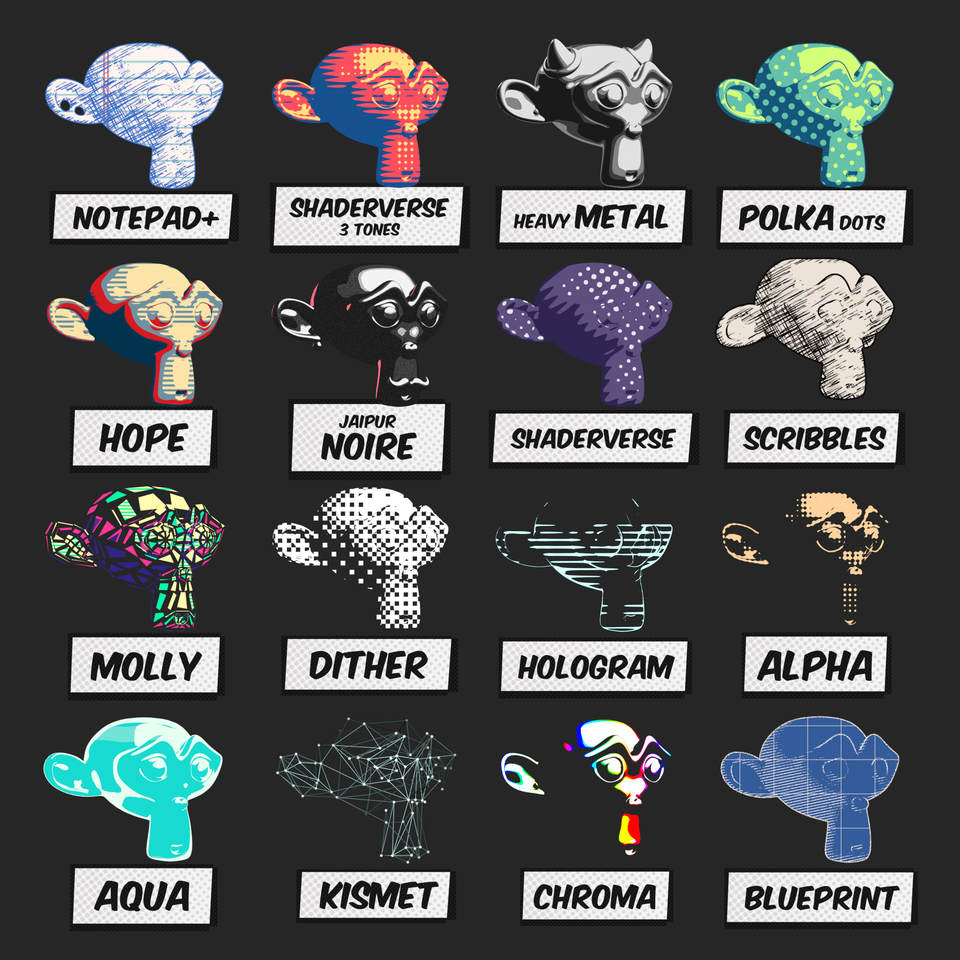 NOTEPAD+
SHADERVERSE
3 TONES
HEAVY METAL
POLKA DOTS
HOPE
JAIPUR
NOIRE
SHADERVERSE
SCRIBBLES
MOLLY
DITHER
HOLOGRAM
ALPHA
AQUA
KISMET
CHROMA
BLUEPRINT